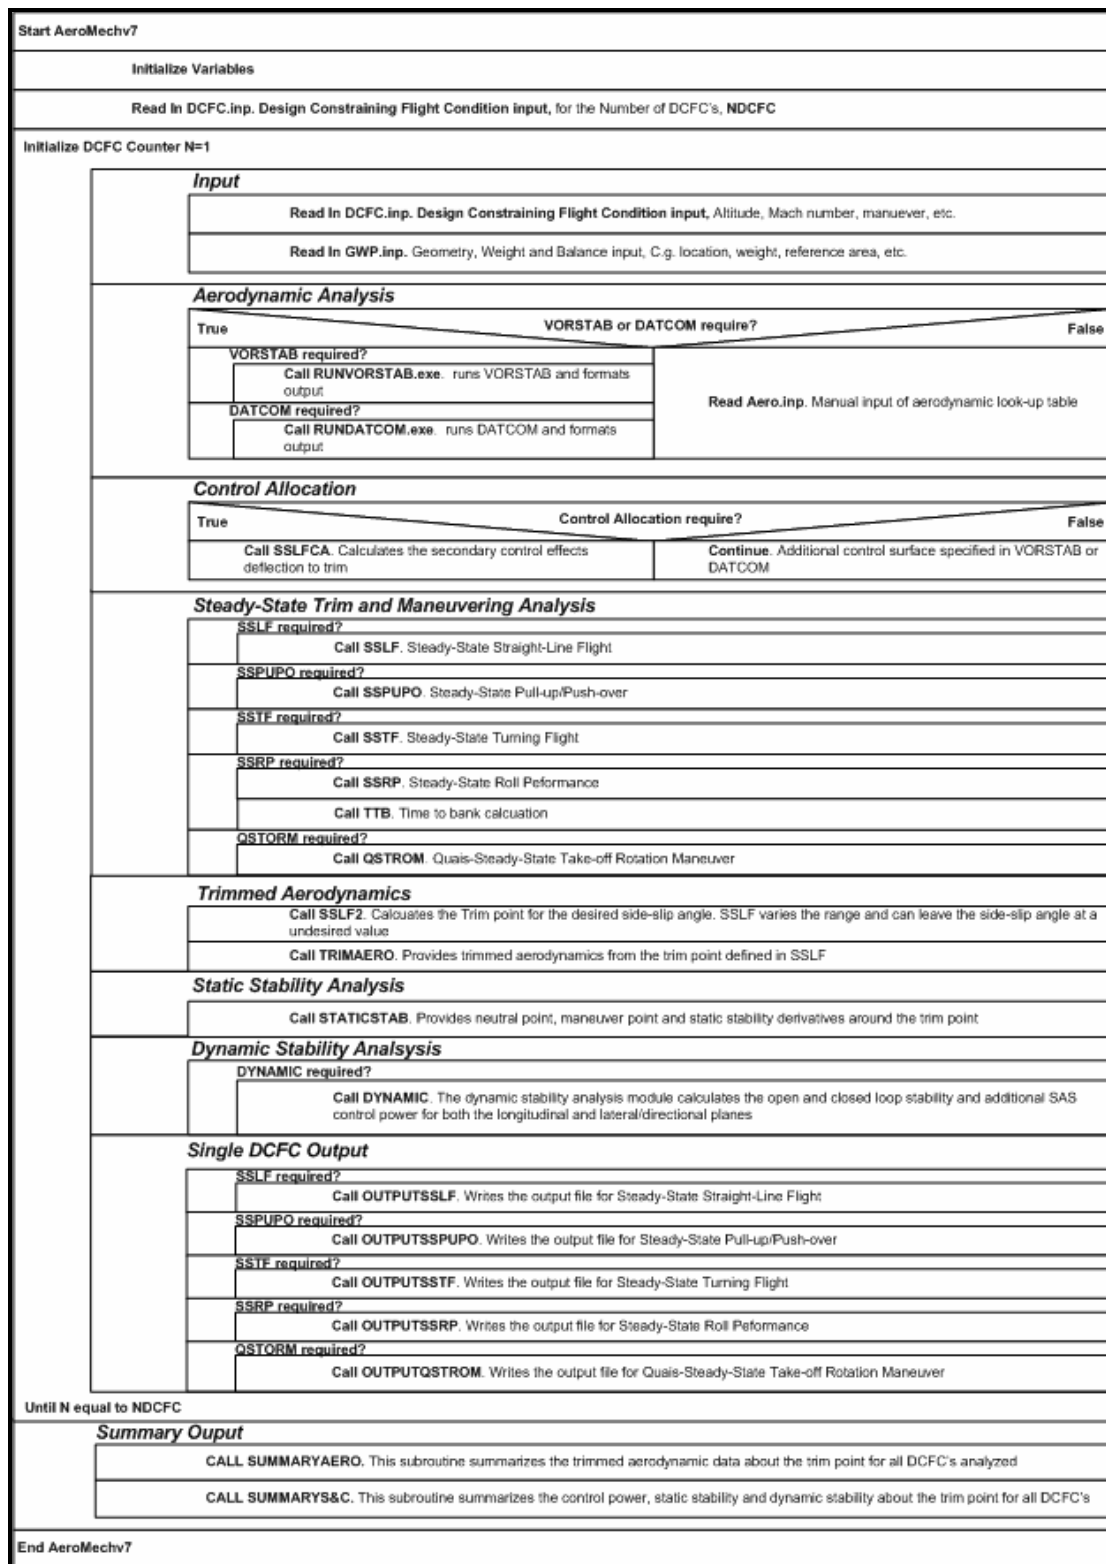 Start AeroMechv7
Initialize Variables
Read In DCFC.inp. Design Constraining Flight Condition input, for the Number of DCFC's, NDCFC
Initialize DCFC Counter N=1
Input
Read In DCFC.inp. Design Constraining Flight Condition input, Altitude, Mach number, manuever, etc.
Read In GWP.inp. Geometry, Weight and Balance input, C.g. location, weight, reference area, etc.
Aerodynamic Analysis
True
VORSTAB or DATCOM require?
False
VORSTAB required?
Call RUNVORSTAB.exe. runs VORSTAB and formats
output
DATCOM required?
Call RUNDATCOM.exe. runs DATCOM and formats
output
Read Aero.inp. Manual input of aerodynamic look-up table
Control Allocation
True
Control Allocation require?
False
Call SSLFCA. Calculates the secondary control effects
deflection to trim
Continue. Additional control surface specified in VORSTAB or
DATCOM
Steady-State Trim and Maneuvering Analysis
SSLF required?
Call SSLF. Steady-State Straight-Line Flight
SSPUPO required?
Call SSPUPO. Steady-State Pull-up/Push-over
SSTF required?
Call SSTF. Steady-State Turning Flight
SSRP required?
Call SSRP. Steady-State Roll Peformance
Call TTB. Time to bank calcuation
QSTORM required?
Call QSTROM. Quais-Steady-State Take-off Rotation Maneuver
Trimmed Aerodynamics
Call SSLF2. Calcuates the Trim point for the desired side-slip angle. SSLF varies the range and can leave the side-slip angle at a
undesired value
Call TRIMAERO. Provides trimmed aerodynamics from the trim point defined in SSLF
Static Stability Analysis
Call STATICSTAB. Provides neutral point, maneuver point and static stability derivatives around the trim point
Dynamic Stability Analsysis
DYNAMIC required?
Call DYNAMIC. The dynamic stability analysis module calculates the open and closed loop stability and additional SAS
control power for both the longitudinal and lateral/directional planes
Single DCFC Output
SSLF required?
Call OUTPUTSSLF. Writes the output file for Steady-State Straight-Line Flight
SSPUPO required?
Call OUTPUTSSPUPO. Writes the output file for Steady-State Pull-up/Push-over
SSTF required?
Call OUTPUTSSTF. Writes the output file for Steady-State Turning Flight
SSRP required?
Call OUTPUTSSRP. Writes the output file for Steady-State Roll Peformance
QSTORM required?
Call OUTPUTQSTROM. Writes the output file for Quais-Steady-State Take-off Rotation Maneuver
Until N equal to NDCFC
Summary Ouput
CALL SUMMARYAERO. This subroutine summarizes the trimmed aerodynamic data about the trim point for all DCFC's analyzed
CALL SUMMARYS&C. This subroutine summarizes the control power, static stability and dynamic stability about the trim point for all DCFC's
End AeroMechv7